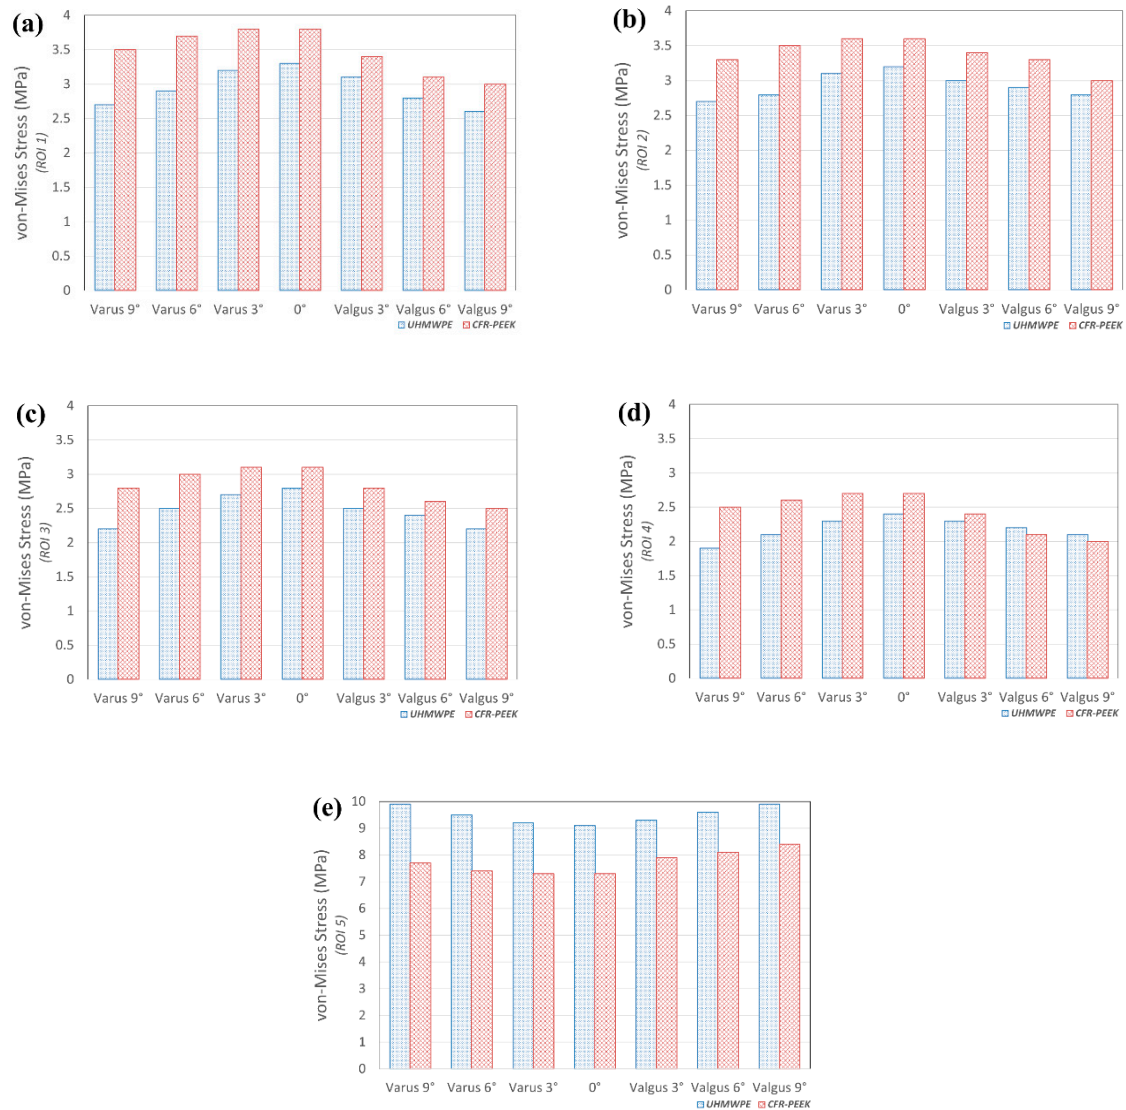 (a)
von-Mises Stress (MPa)
(ROI 1)
4
3.5
3
2.5
2
1.5
1
0.5
0
Varus 9° Varus 6° Varus 3° 0° Valgus 3° Valgus 6° Valgus 9°
UHMWPE CFR-PEEK
(b)
von-Mises Stress (MPa)
(ROI 2)
4
3.5
3
2.5
2
1.5
1
0.5
0
Varus 9° Varus 6° Varus 3° 0° Valgus 3° Valgus 6° Valgus 9°
UHMWPE CFR-PEEK
(c)
von-Mises Stress (MPa)
(ROI 3)
4
3.5
3
2.5
2
1.5
1
0.5
0
Varus 9° Varus 6° Varus 3° 0° Valgus 3° Valgus 6° Valgus 9°
UHMWPE CFR-PEEK
(d)
von-Mises Stress (MPa)
(ROI 4)
4
3.5
3
2.5
2
1.5
1
0.5
0
Varus 9° Varus 6° Varus 3° 0° Valgus 3° Valgus 6° Valgus 9°
UHMWPE CFR-PEEK
(e)
von-Mises Stress (MPa)
(ROI 5)
10
9
8
7
6
5
4
3
2
1
0
Varus 9° Varus 6° Varus 3° 0° Valgus 3° Valgus 6° Valgus 9°
UHMWPE CFR-PEEK